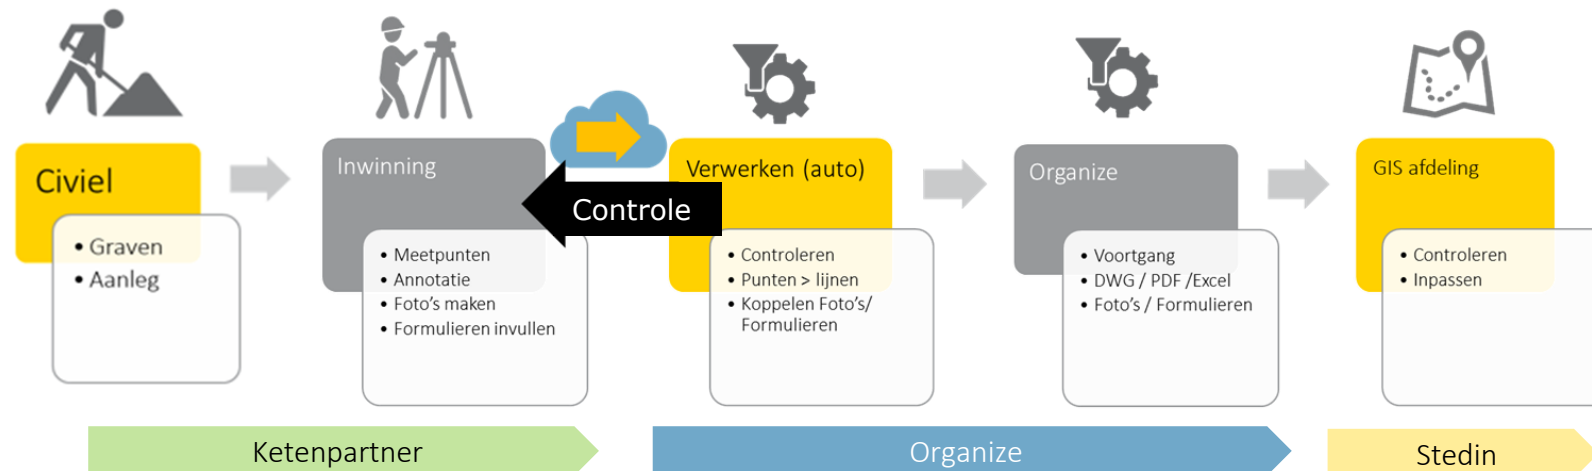 Civiel
• Graven
• Aanleg
Inwinning
• Meetpunten
• Annotatie
• Foto's maken
• Formulieren invullen
Controle
Verwerken (auto)
• Controleren
• Punten > lijnen
• Koppelen Foto's/
Formulieren
Organize
• Voortgang
• DWG / PDF /Excel
• Foto's / Formulieren
GIS afdeling
• Controleren
• Inpassen
Ketenpartner
Organize
Stedin